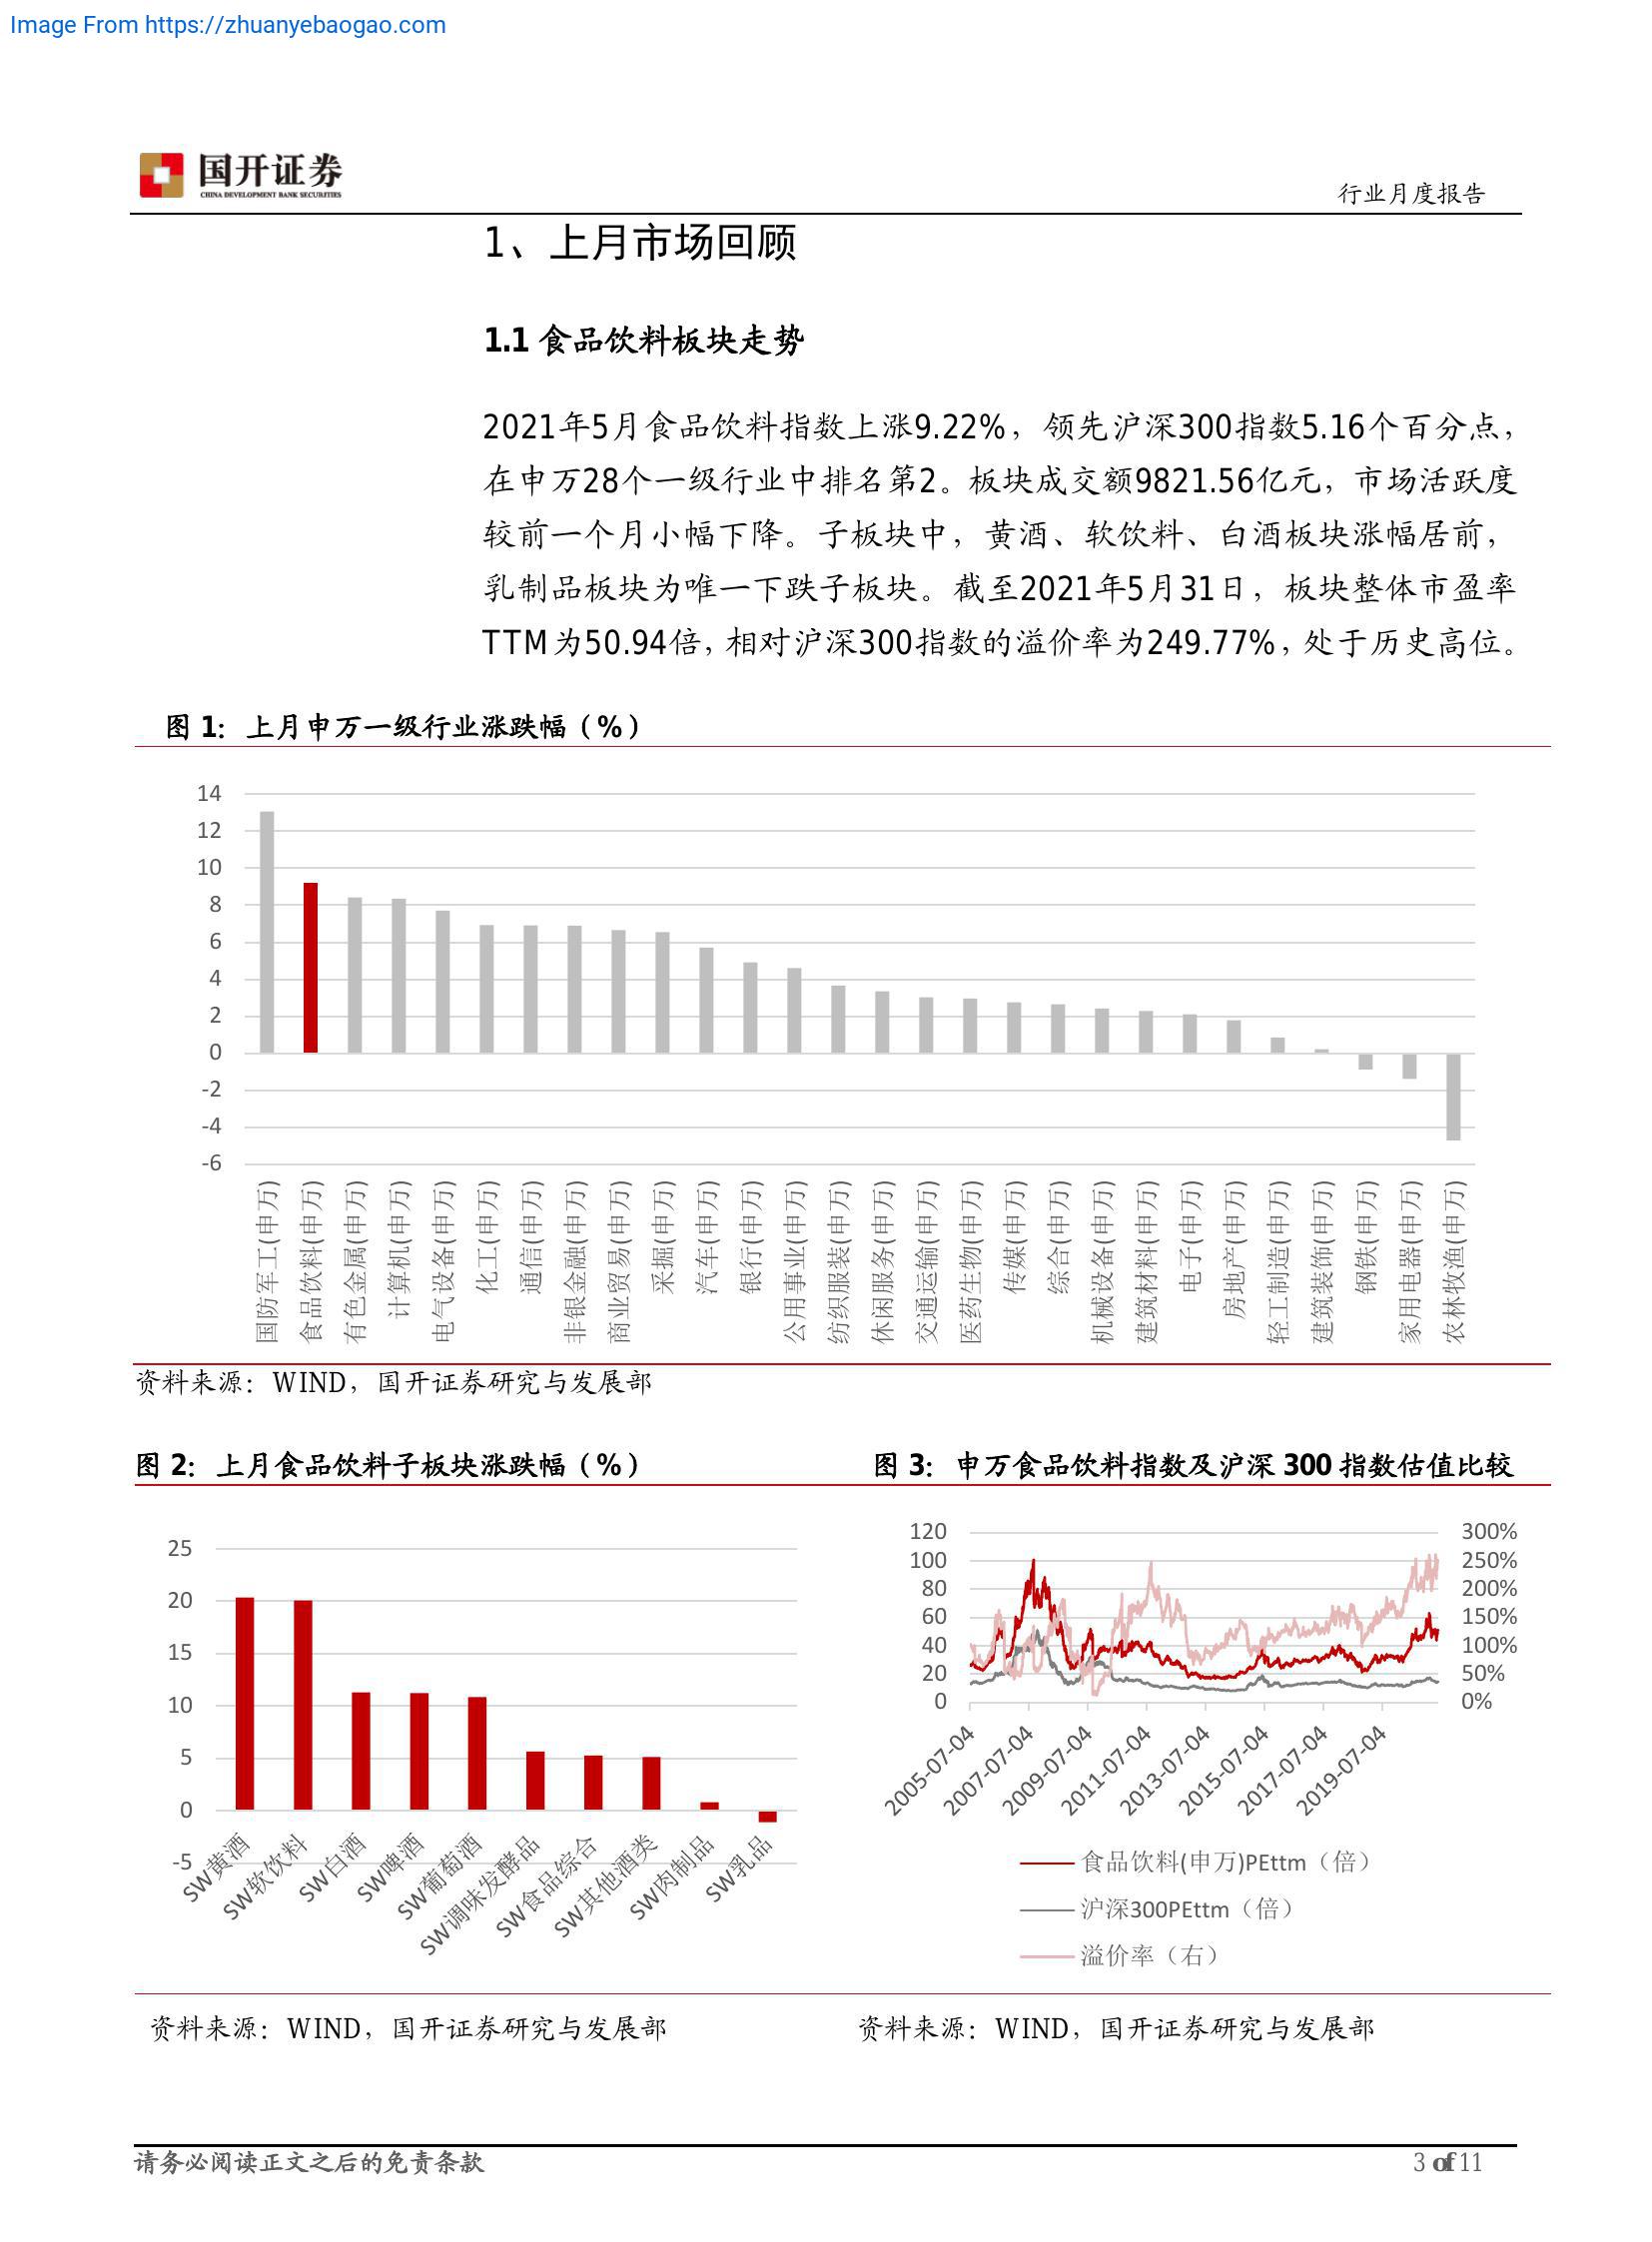 Image From https://zhuanyebaogao.com
国开证券
CHINA DEVELOPMENT BANK SECURITIES
行业月度报告
1、上月市场回顾
1.1 食品饮料板块走势
2021年5月食品饮料指数上涨9.22%，领先沪深300指数5.16个百分点，
在申万28个一级行业中排名第2。板块成交额9821.56亿元，市场活跃度
较前一个月小幅下降。子板块中，黄酒、软饮料、白酒板块涨幅居前，
乳制品板块为唯一下跌子板块。截至2021年5月31日，板块整体市盈率
TTM为50.94倍，相对沪深300指数的溢价率为249.77%，处于历史高位。
图 1：上月申万一级行业涨跌幅（%）
14
12
10
8
6
4
2
0
-2
-4
-6
国防军工(申万)
食品饮料(申万)
有色金属(申万)
计算机(申万)
电气设备(申万)
化工(申万)
通信(申万)
非银金融(申万)
商业贸易(申万)
采掘(申万)
汽车(申万)
银行(申万)
公用事业(申万)
纺织服装(申万)
休闲服务(申万)
交通运输(申万)
医药生物(申万)
传媒(申万)
综合(申万)
机械设备(申万)
建筑材料(申万)
电子(申万)
房地产(申万)
轻工制造(申万)
建筑装饰(申万)
钢铁(申万)
家用电器(申万)
农林牧渔(申万)
资料来源：WIND，国开证券研究与发展部
图 2：上月食品饮料子板块涨跌幅（%）
25
20
15
10
5
0
-5
SW黄酒
SW软饮料
SW白酒
SW啤酒
SW葡萄酒
SW调味发酵品
SW食品综合
SW其他酒类
SW肉制品
SW乳品
图 3：申万食品饮料指数及沪深 300 指数估值比较
120
100
80
60
40
20
0
300%
250%
200%
150%
100%
50%
0%
2005-07-04
2007-07-04
2009-07-04
2011-07-04
2013-07-04
2015-07-04
2017-07-04
2019-07-04
食品饮料(申万)PEttm（倍）
沪深300PEttm（倍）
溢价率（右）
资料来源：WIND，国开证券研究与发展部
资料来源：WIND，国开证券研究与发展部
请务必阅读正文之后的免责条款
3 of 11